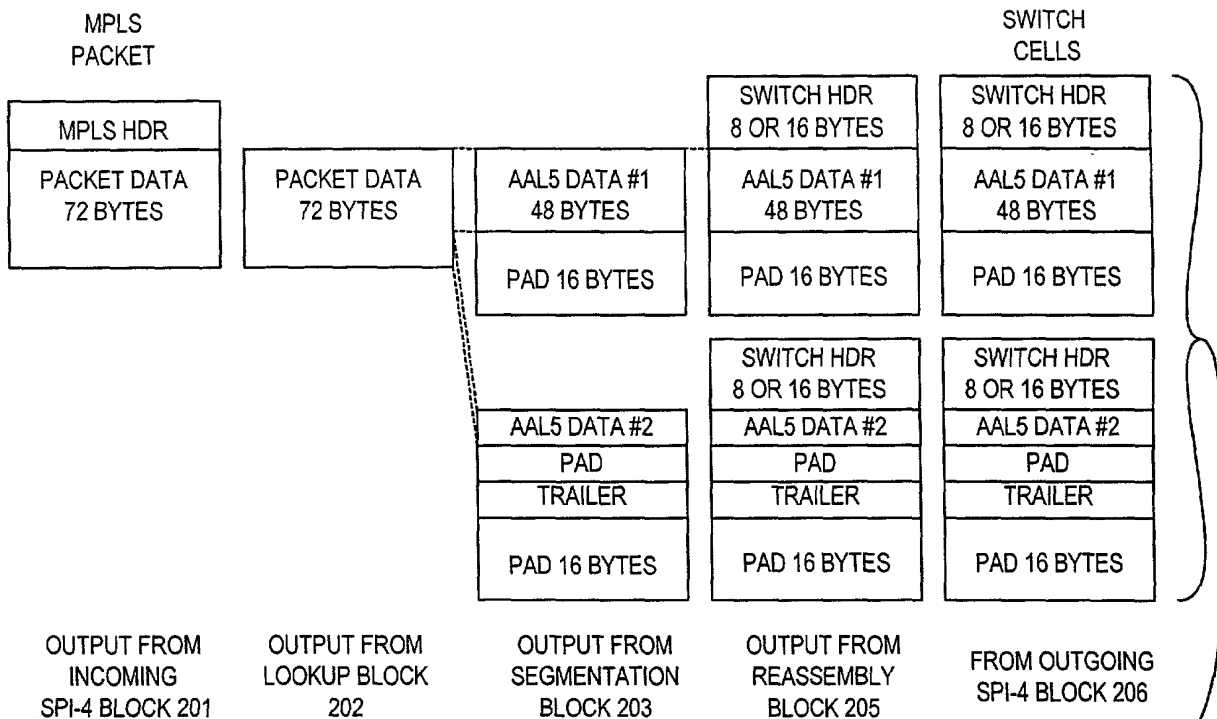 MPLS
PACKET
MPLS HDR
PACKET DATA
72 BYTES
OUTPUT FROM
INCOMING
SPI-4 BLOCK 201
PACKET DATA
72 BYTES
OUTPUT FROM
LOOKUP BLOCK
202
AAL5 DATA #1
48 BYTES
PAD 16 BYTES
AAL5 DATA #2
PAD
TRAILER
PAD 16 BYTES
OUTPUT FROM
SEGMENTATION
BLOCK 203
SWITCH HDR
8 OR 16 BYTES
AAL5 DATA #1
48 BYTES
PAD 16 BYTES
SWITCH HDR
8 OR 16 BYTES
AAL5 DATA #2
PAD
TRAILER
PAD 16 BYTES
OUTPUT FROM
REASSEMBLY
BLOCK 205
SWITCH
CELLS
SWITCH HDR
8 OR 16 BYTES
AAL5 DATA #1
48 BYTES
PAD 16 BYTES
SWITCH HDR
8 OR 16 BYTES
AAL5 DATA #2
PAD
TRAILER
PAD 16 BYTES
FROM OUTGOING
SPI-4 BLOCK 206